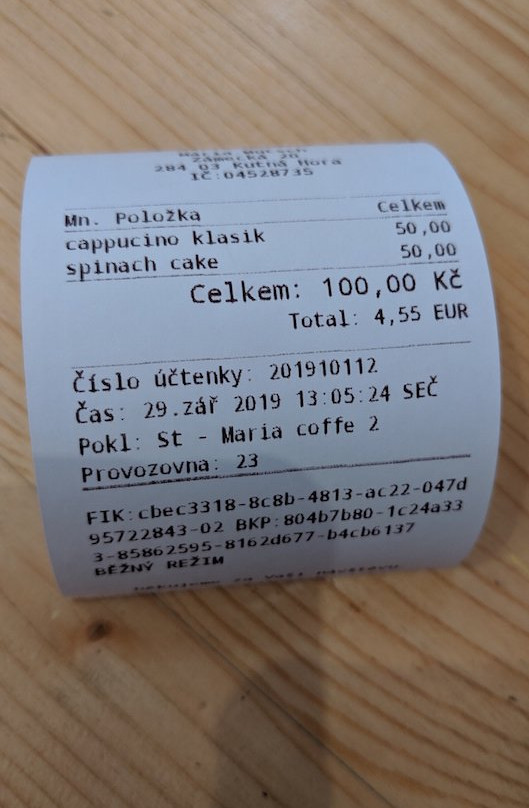 Zámecká 20
284 03 Kutná Hora
IČ:04528735
Mn. Položka Celkem
cappucino klasik 50,00
spinach cake 50,00
Celkem: 100,00 Kč
Total: 4,55 EUR
Číslo účtenky: 201910112
Čas: 29.zář 2019 13:05:24 SEČ
Pokl: St - Maria coffe 2
Provozovna: 23
FIK:cbec3318-8c8b-4813-ac22-047d
95722843-02 BKP:804b7b80-1c24a33
3-85862595-8162d677-b4cb6137
BĚŽNÝ REŽIM